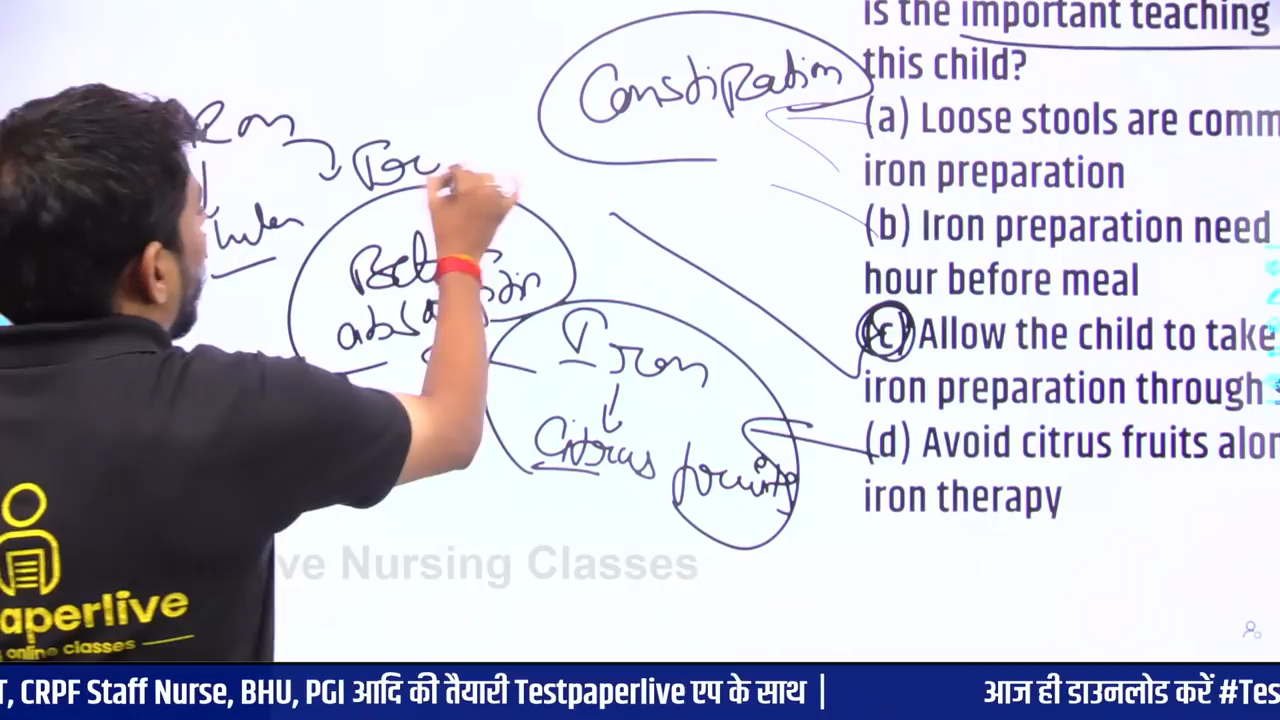 is the important teaching
this child?
(a) Loose stools are comm
iron preparation
(b) Iron preparation need
hour before meal
(c) Allow the child to take
iron preparation through
(d) Avoid citrus fruits alon
iron therapy
Constipation
Iron
Citrus fruits
ve Nursing Classes
aperlive
online classes
T, CRPF Staff Nurse, BHU, PGI आदि की तैयारी Testpaperlive एप के साथ |
आज ही डाउनलोड करें #Tes